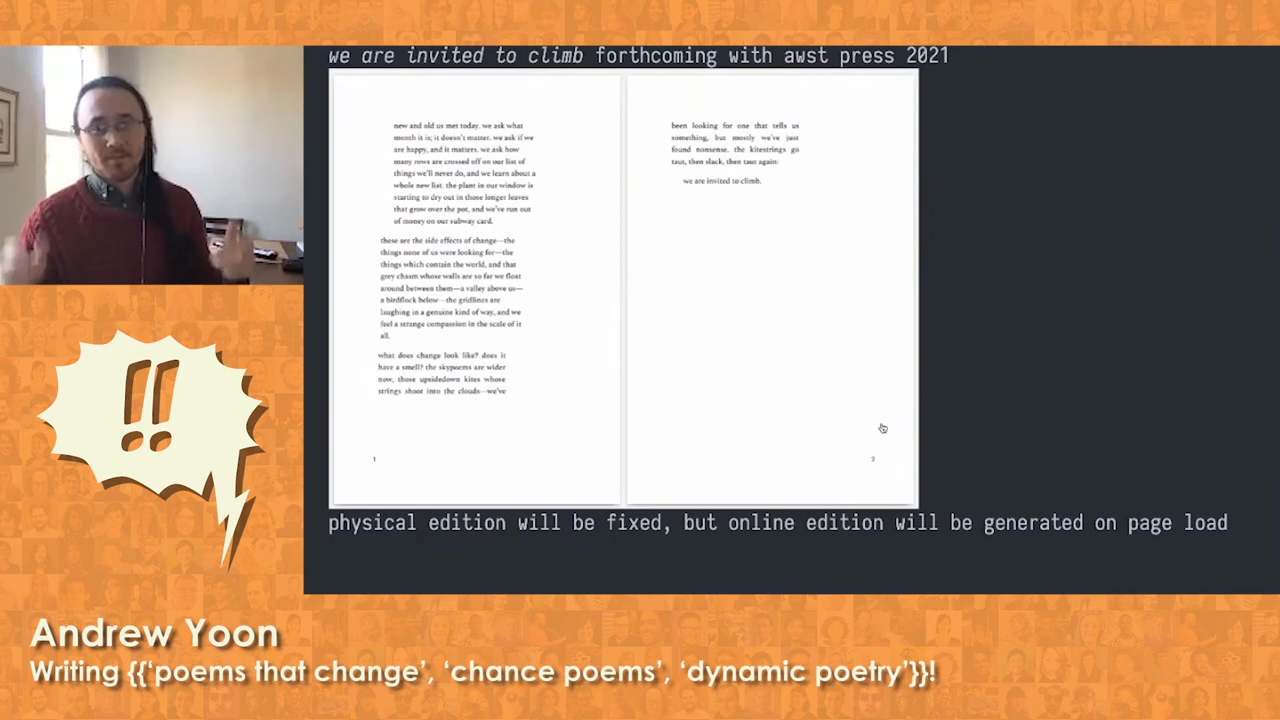 we are invited to climb forthcoming with awst press 2021
new and old us met today. we ask what
month it is; it doesn't matter. we ask if we
are happy, and it matters. we ask how
many rows are crossed off on our list of
things we'll never do, and we learn about a
whole new list. the plant in our window is
starting to dry out in those longer leaves
that grow over the pot, and we've run out
of money on our subway card.
these are the side effects of change—the
things none of us were looking for—the
things which contain the world, and that
grey chasm whose walls are so far we float
around between them—a valley above us—
a birdflock below—the gridlines are
laughing in a genuine kind of way, and we
feel a strange compassion in the scale of it
all.
what does change look like? does it
have a smell? the skypoems are wider
now, those upsidedown kites whose
strings shoot into the clouds—we've
1
been looking for one that tells us
something, but mostly we've just
found nonsense. the kitestrings go
taut, then slack, then taut again:
we are invited to climb.
2
physical edition will be fixed, but online edition will be generated on page load
!!
Andrew Yoon
Writing {{‘poems that change’, ‘chance poems’, ‘dynamic poetry’}}!